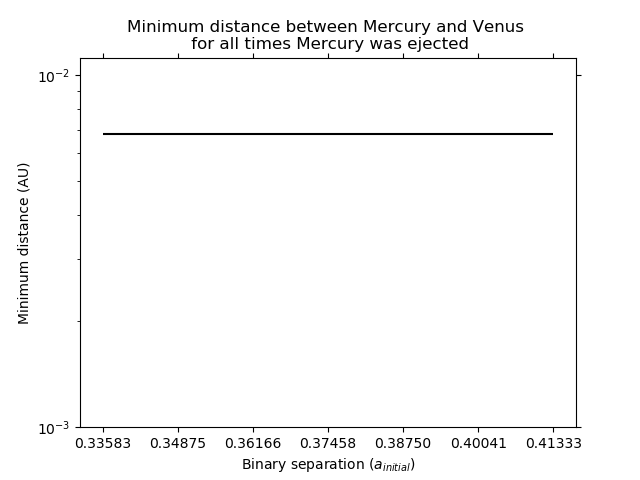 Minimum distance between Mercury and Venus
for all times Mercury was ejected
10⁻²
Minimum distance (AU)
10⁻³
0.33583 0.34875 0.36166 0.37458 0.38750 0.40041 0.41333
Binary separation (a_initial)